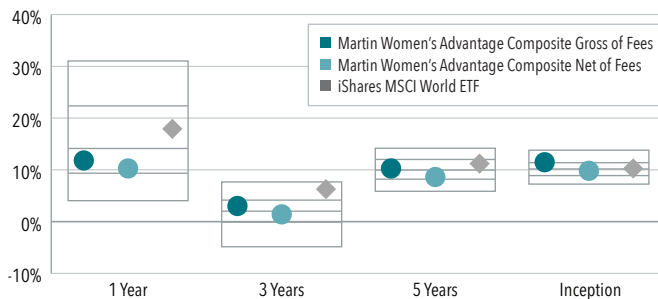 40%
Martin Women's Advantage Composite Gross of Fees
30%
Martin Women's Advantage Composite Net of Fees
iShares MSCI World ETF
20%
10%
0%
-10%
1 Year 3 Years 5 Years Inception